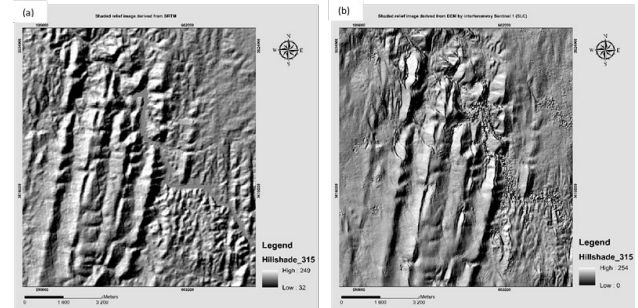 (a)
Shaded relief image derived from SRTM
N
W
E
S
Legend
Hillshade_315
High : 249
Low : 32
0
1 600
3 200
Meters
(b)
Shaded relief image derived from DEM by interferometry Sentinel 1 (SLC)
N
W
E
S
Legend
Hillshade_315
High : 254
Low : 0
0
1 600
3 200
Meters